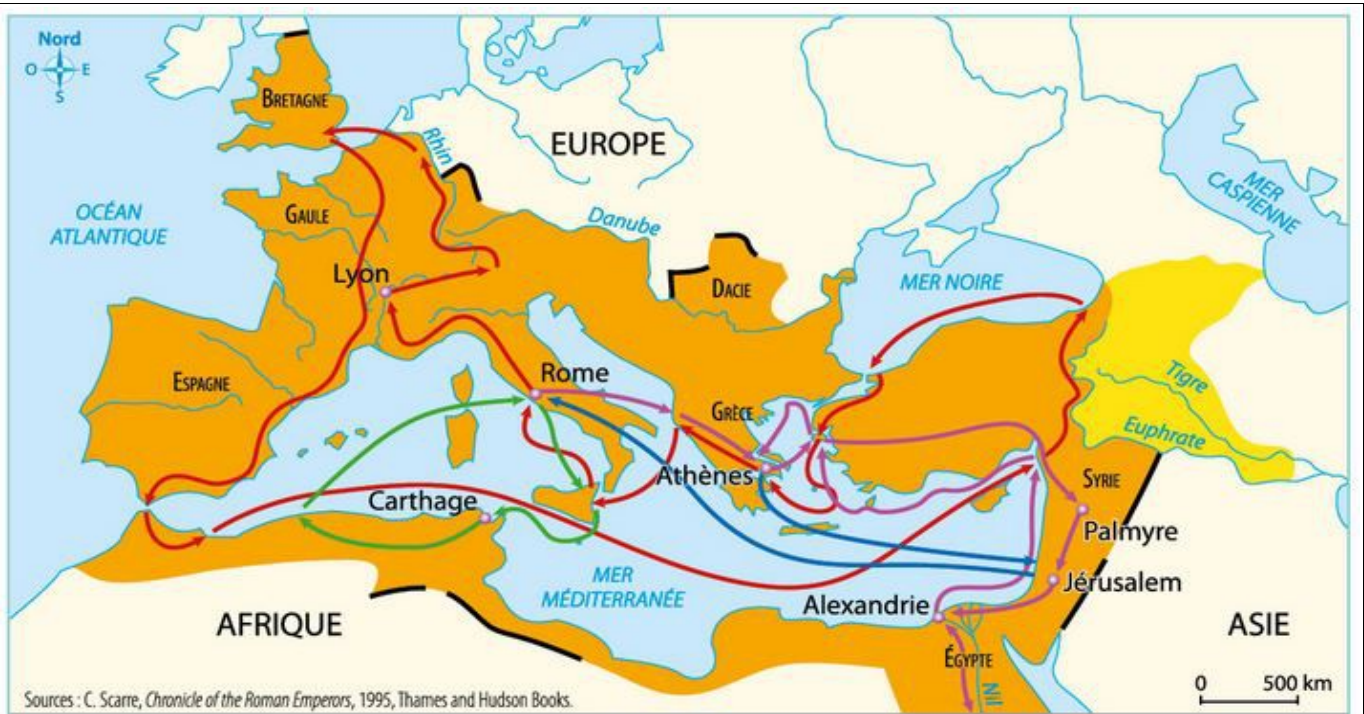 Nord
O
E
S
BRETAGNE
EUROPE
Rhin
MER
CASPIENNE
OCÉAN
ATLANTIQUE
GAULE
Danube
Lyon
DACIE
MER NOIRE
ESPAGNE
Rome
GRÈCE
Tigre
Euphrate
Athènes
SYRIE
Carthage
Palmyre
MER
MÉDITERRANÉE
Jérusalem
Alexandrie
AFRIQUE
ASIE
ÉGYPTE
Nil
0 500 km
Sources : C. Scarre, Chronicle of the Roman Emperors, 1995, Thames and Hudson Books.